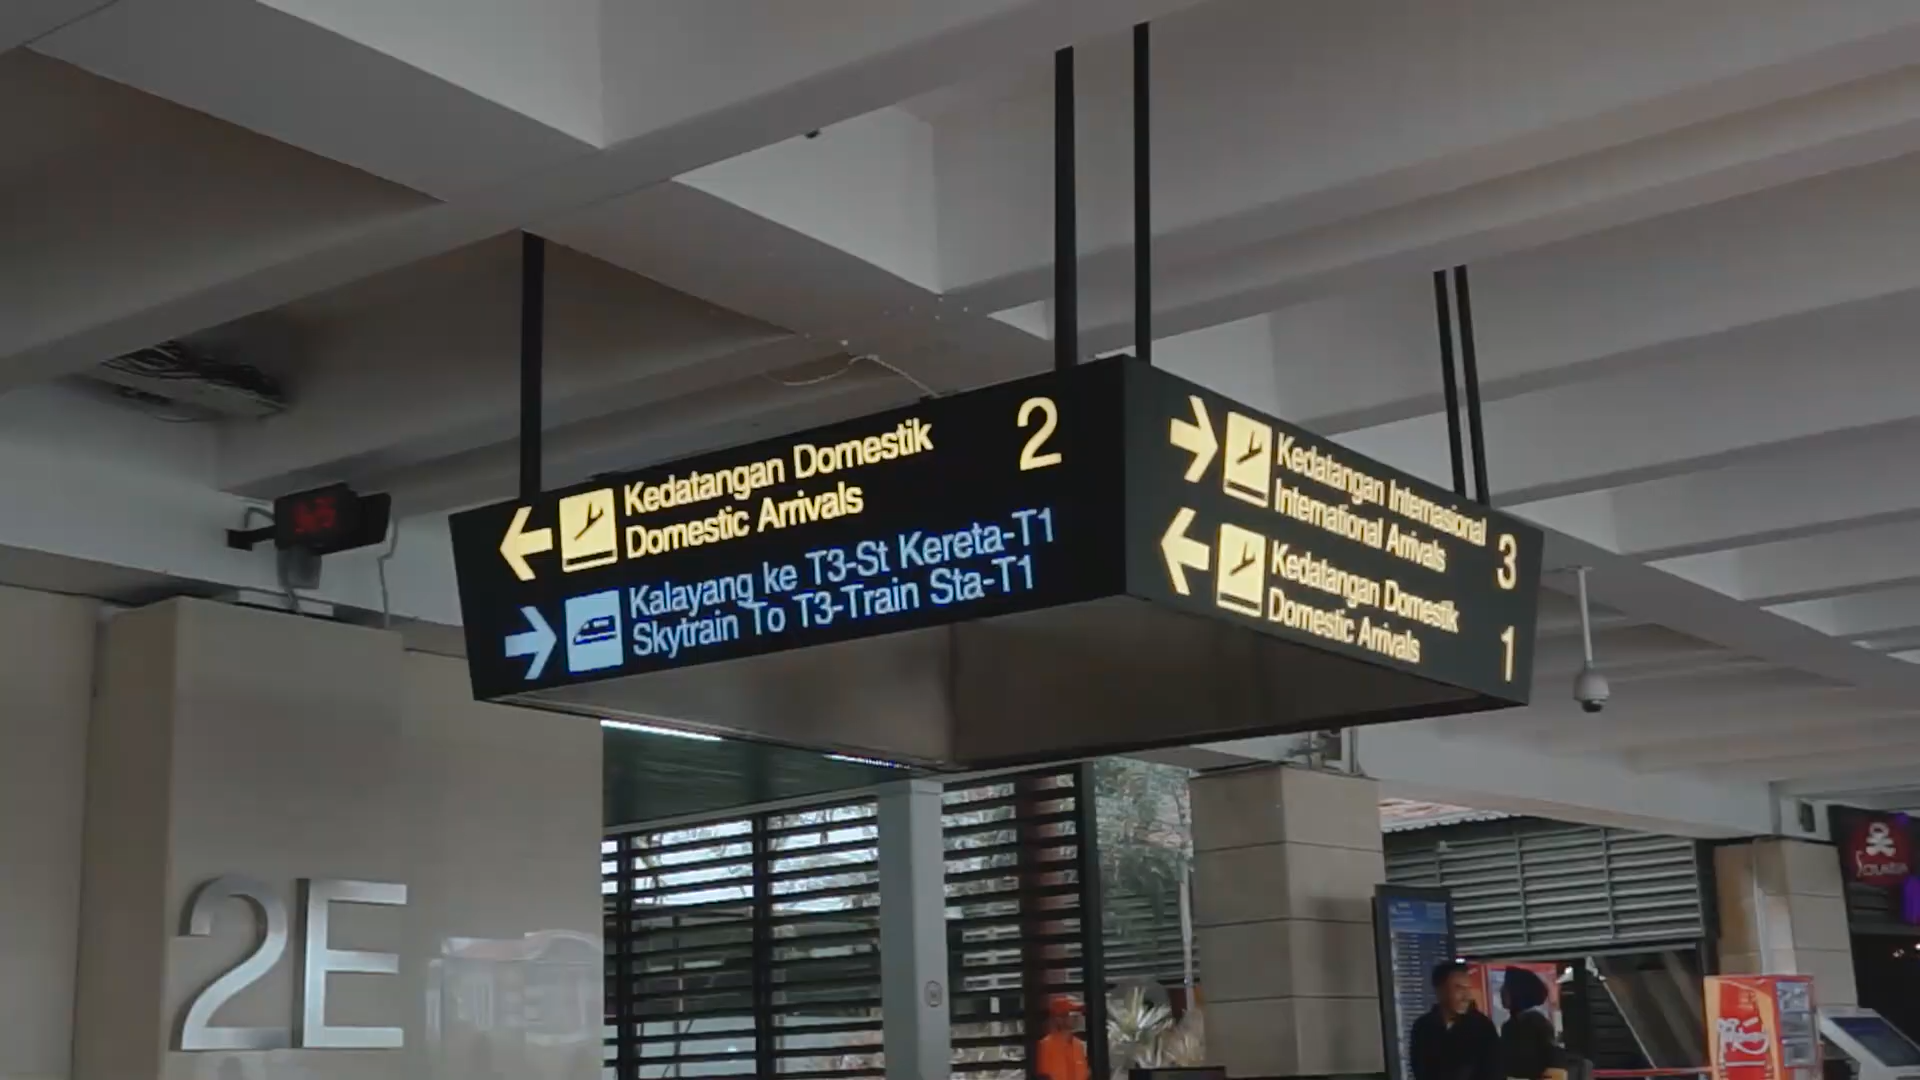 Kedatangan Domestik
Domestic Arrivals
2
Kalayang ke T3-St Kereta-T1
Skytrain To T3-Train Sta-T1
Kedatangan Internasional
International Arrivals
3
Kedatangan Domestik
Domestic Arrivals
1
2E
SOLARIA